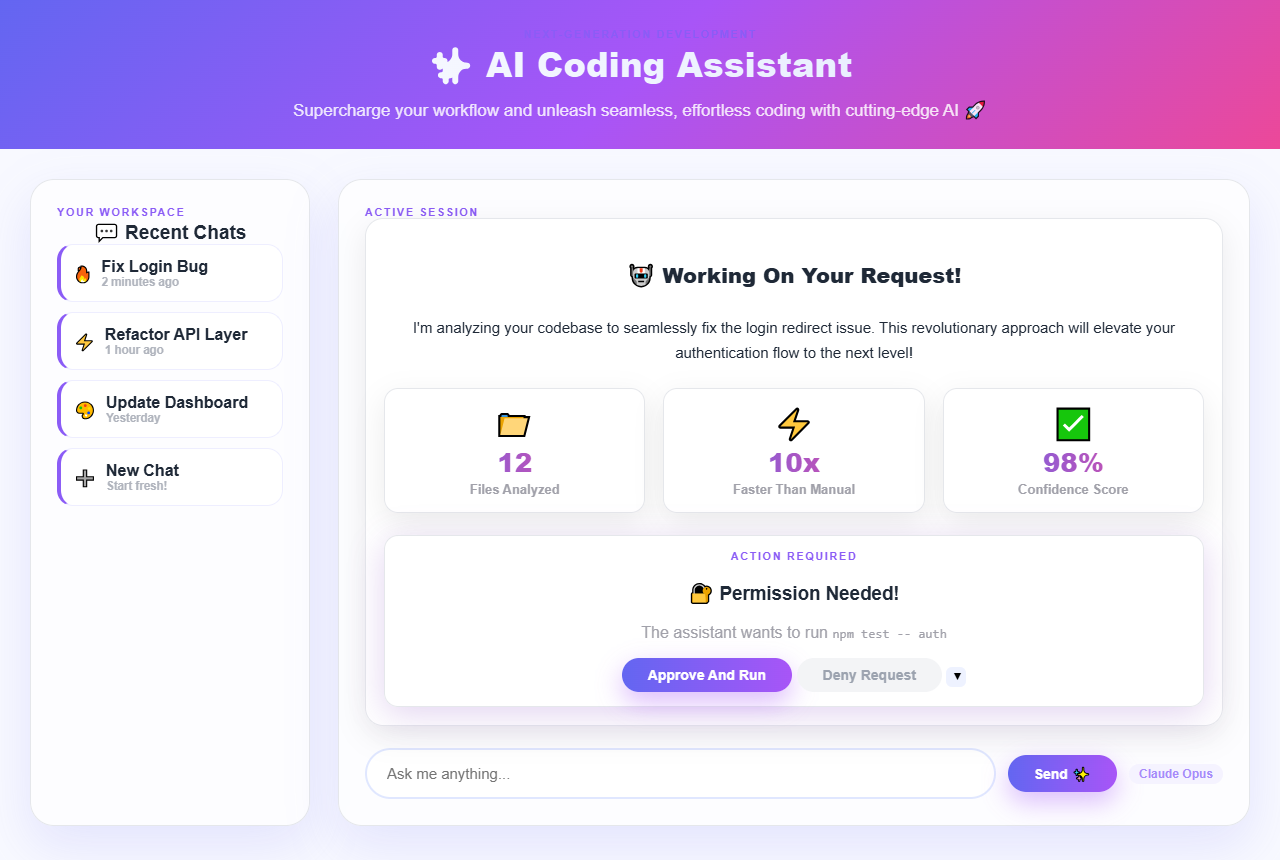 AI Coding Assistant
Supercharge your workflow and unleash seamless, effortless coding with cutting-edge AI 🚀
YOUR WORKSPACE
💬 Recent Chats
🔥 Fix Login Bug
2 minutes ago
⚡ Refactor API Layer
1 hour ago
🎨 Update Dashboard
Yesterday
➕ New Chat
Start fresh!
ACTIVE SESSION
🤖 Working On Your Request!
I'm analyzing your codebase to seamlessly fix the login redirect issue. This revolutionary approach will elevate your
authentication flow to the next level!
12
Files Analyzed
10x
Faster Than Manual
98%
Confidence Score
ACTION REQUIRED
🔐 Permission Needed!
The assistant wants to run npm test -- auth
Approve And Run
Deny Request
▼
Ask me anything...
Send ✨
Claude Opus